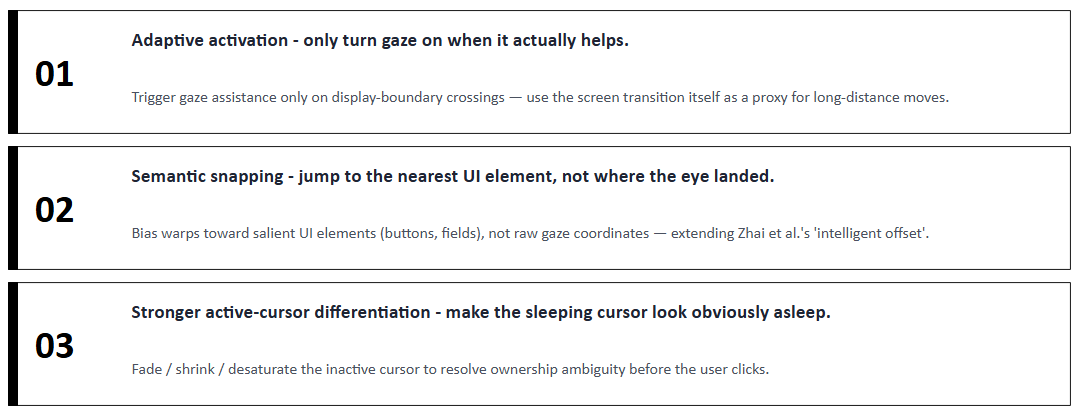 01
Adaptive activation - only turn gaze on when it actually helps.
Trigger gaze assistance only on display-boundary crossings — use the screen transition itself as a proxy for long-distance moves.
02
Semantic snapping - jump to the nearest UI element, not where the eye landed.
Bias warps toward salient UI elements (buttons, fields), not raw gaze coordinates — extending Zhai et al.'s 'intelligent offset'.
03
Stronger active-cursor differentiation - make the sleeping cursor look obviously asleep.
Fade / shrink / desaturate the inactive cursor to resolve ownership ambiguity before the user clicks.